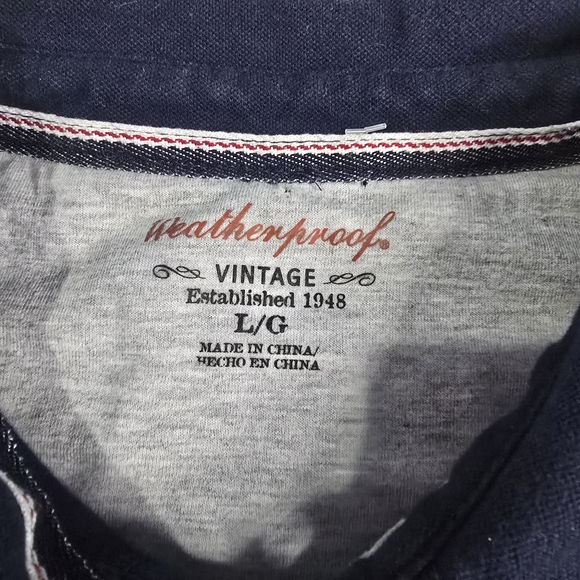 weatherproof®
VINTAGE
Established 1948
L/G
MADE IN CHINA/
HECHO EN CHINA